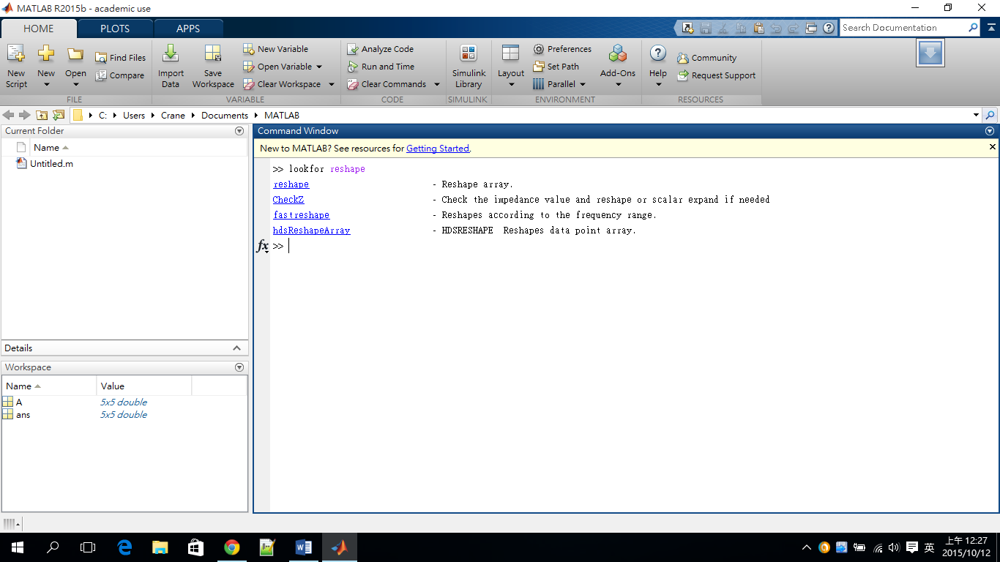 MATLAB R2015b - academic use
HOME PLOTS APPS
Search Documentation
New Script
New
Open
Find Files
Compare
Import Data
Save Workspace
New Variable
Open Variable
Clear Workspace
Analyze Code
Run and Time
Clear Commands
Simulink Library
Layout
Preferences
Set Path
Parallel
Add-Ons
Help
Community
Request Support
FILE VARIABLE CODE SIMULINK ENVIRONMENT RESOURCES
C: Users Crane Documents MATLAB
Current Folder
Name
Untitled.m
Details
Workspace
Name Value
A 5x5 double
ans 5x5 double
Command Window
New to MATLAB? See resources for Getting Started.
>> lookfor reshape
reshape - Reshape array.
CheckZ - Check the impedance value and reshape or scalar expand if needed
fastreshape - Reshapes according to the frequency range.
hdsReshapeArray - HDSRESHAPE  Reshapes data point array.
fx >>
英
上午 12:27
2015/10/12